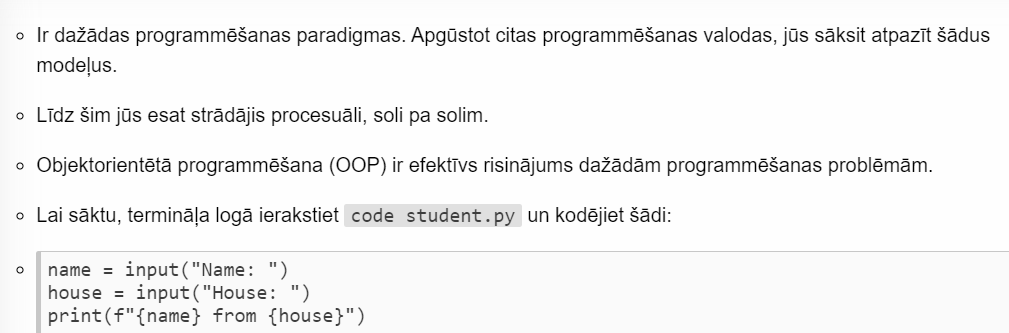 Ir dažādas programmēšanas paradigmas. Apgūstot citas programmēšanas valodas, jūs sāksit atpazīt šādus
modeļus.
Līdz šim jūs esat strādājis procesuāli, soli pa solim.
Objektorientētā programmēšana (OOP) ir efektīvs risinājums dažādām programmēšanas problēmām.
Lai sāktu, termināļa logā ierakstiet code student.py un kodējiet šādi:
name = input("Name: ")
house = input("House: ")
print(f"{name} from {house}")